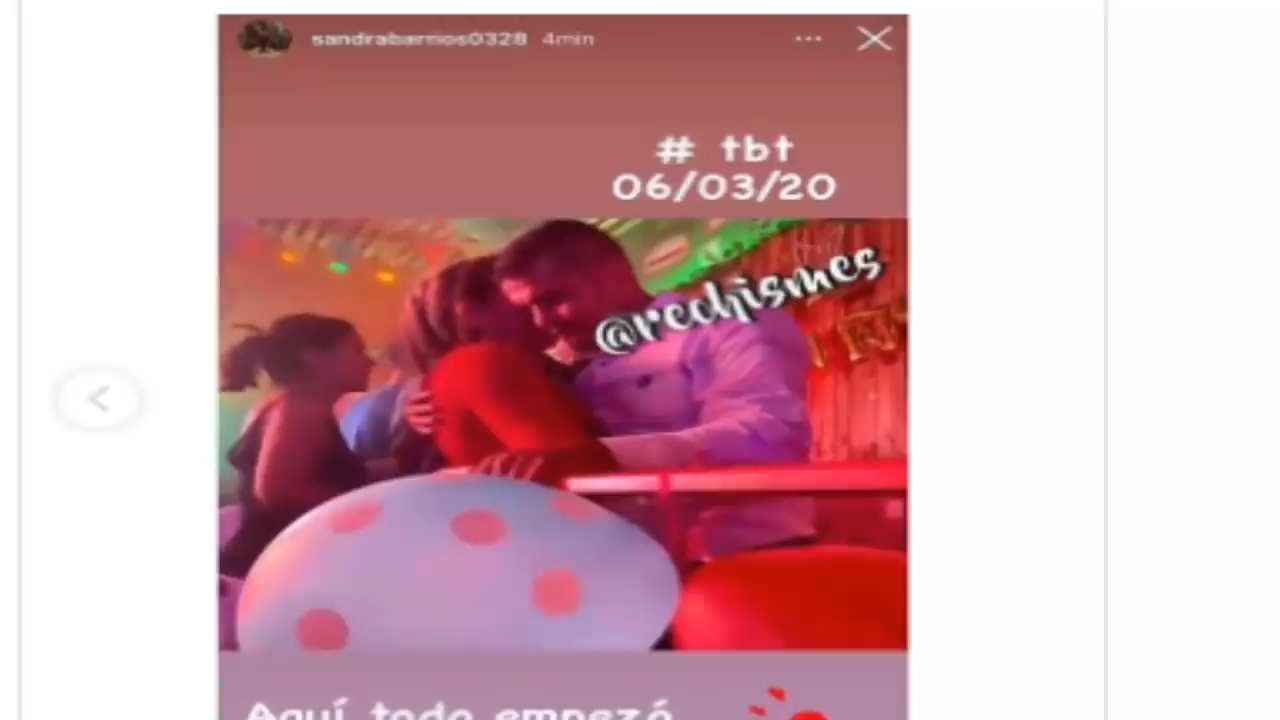 sandrabarrios0328 4min
# tbt
06/03/20
@rechismes
Aquí todo empezó